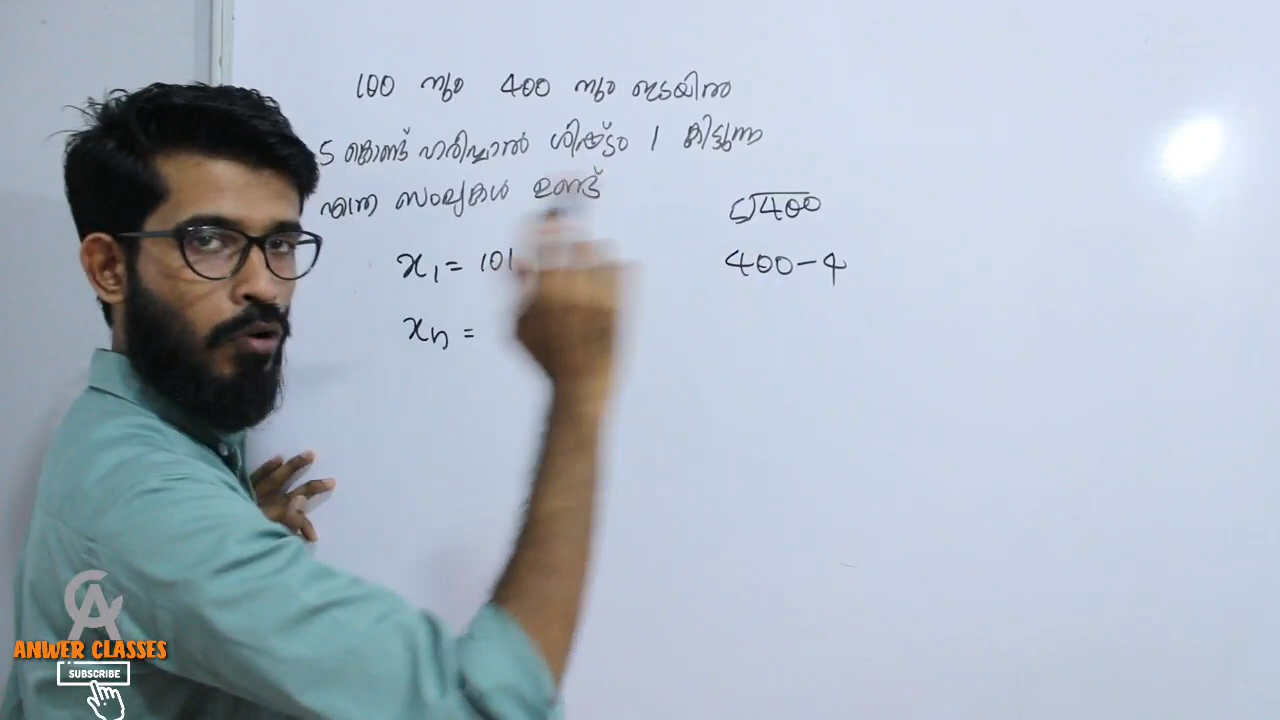 100 നും 400 നും ഇടയിൽ
5 കൊണ്ട് ഹരിച്ചാൽ ശിഷ്ടം 1 കിട്ടുന്ന
എത്ര സംഖ്യകൾ ഉണ്ട്
5√400
x₁ = 101
400-4
xₙ =
CA
ANWER CLASSES
SUBSCRIBE